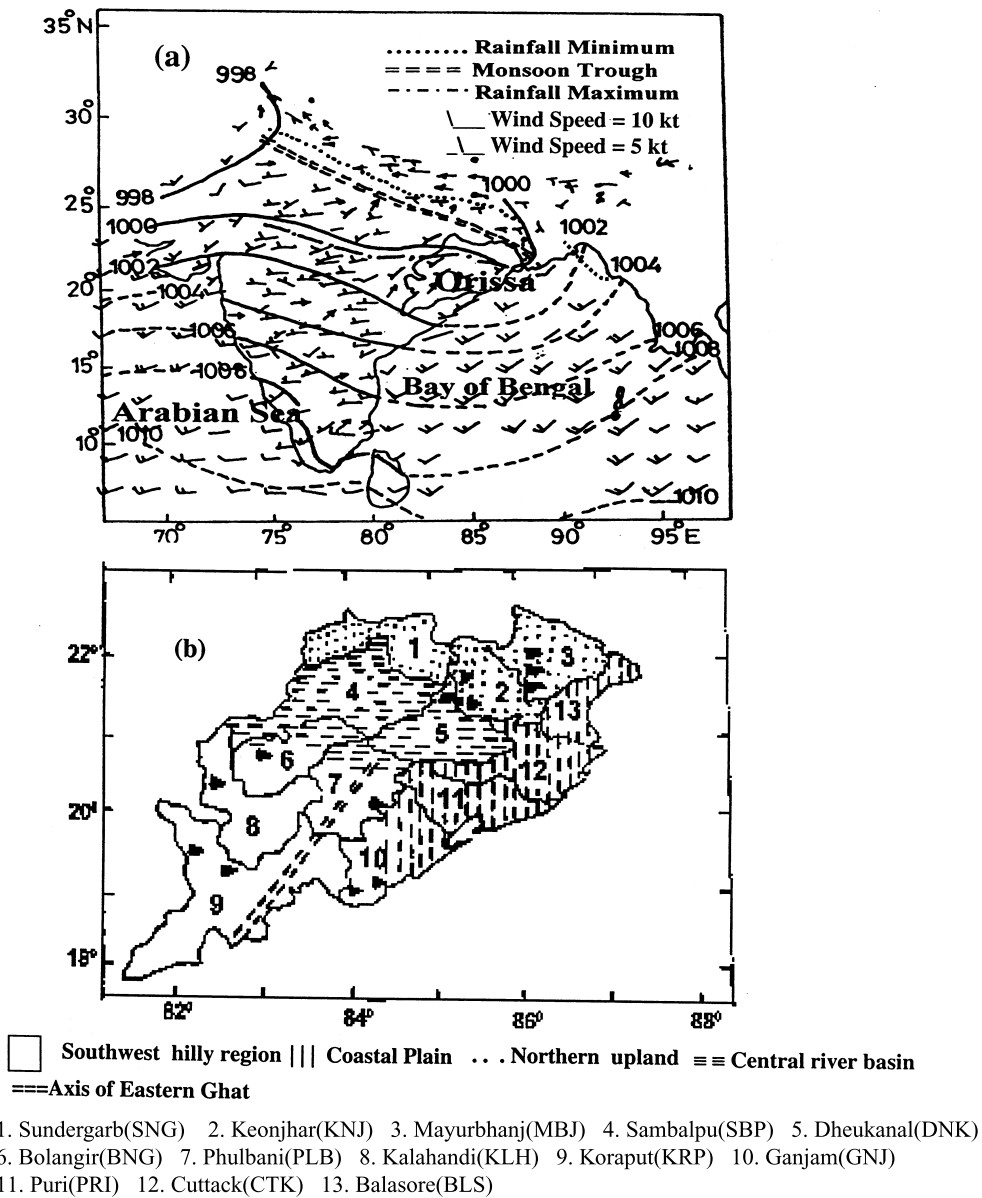 35°N
(a)
Rainfall Minimum
Monsoon Trough
Rainfall Maximum
Wind Speed = 10 kt
Wind Speed = 5 kt
998
30°
1000
998
25°
1000
1002
1002
1004
Orissa
20°
1004
1006
1006
1008
15°
1008
Bay of Bengal
Arabian Sea
1010
10°
1010
70° 75° 80° 85° 90° 95°E
(b)
22°
1
3
4
2
13
5
6
12
7
11
20°
8
10
9
18°
82° 84° 86° 88°
Southwest hilly region ||| Coastal Plain ... Northern upland == Central river basin
===Axis of Eastern Ghat
1. Sundergarb(SNG) 2. Keonjhar(KNJ) 3. Mayurbhanj(MBJ) 4. Sambalpu(SBP) 5. Dheukanal(DNK)
6. Bolangir(BNG) 7. Phulbani(PLB) 8. Kalahandi(KLH) 9. Koraput(KRP) 10. Ganjam(GNJ)
11. Puri(PRI) 12. Cuttack(CTK) 13. Balasore(BLS)